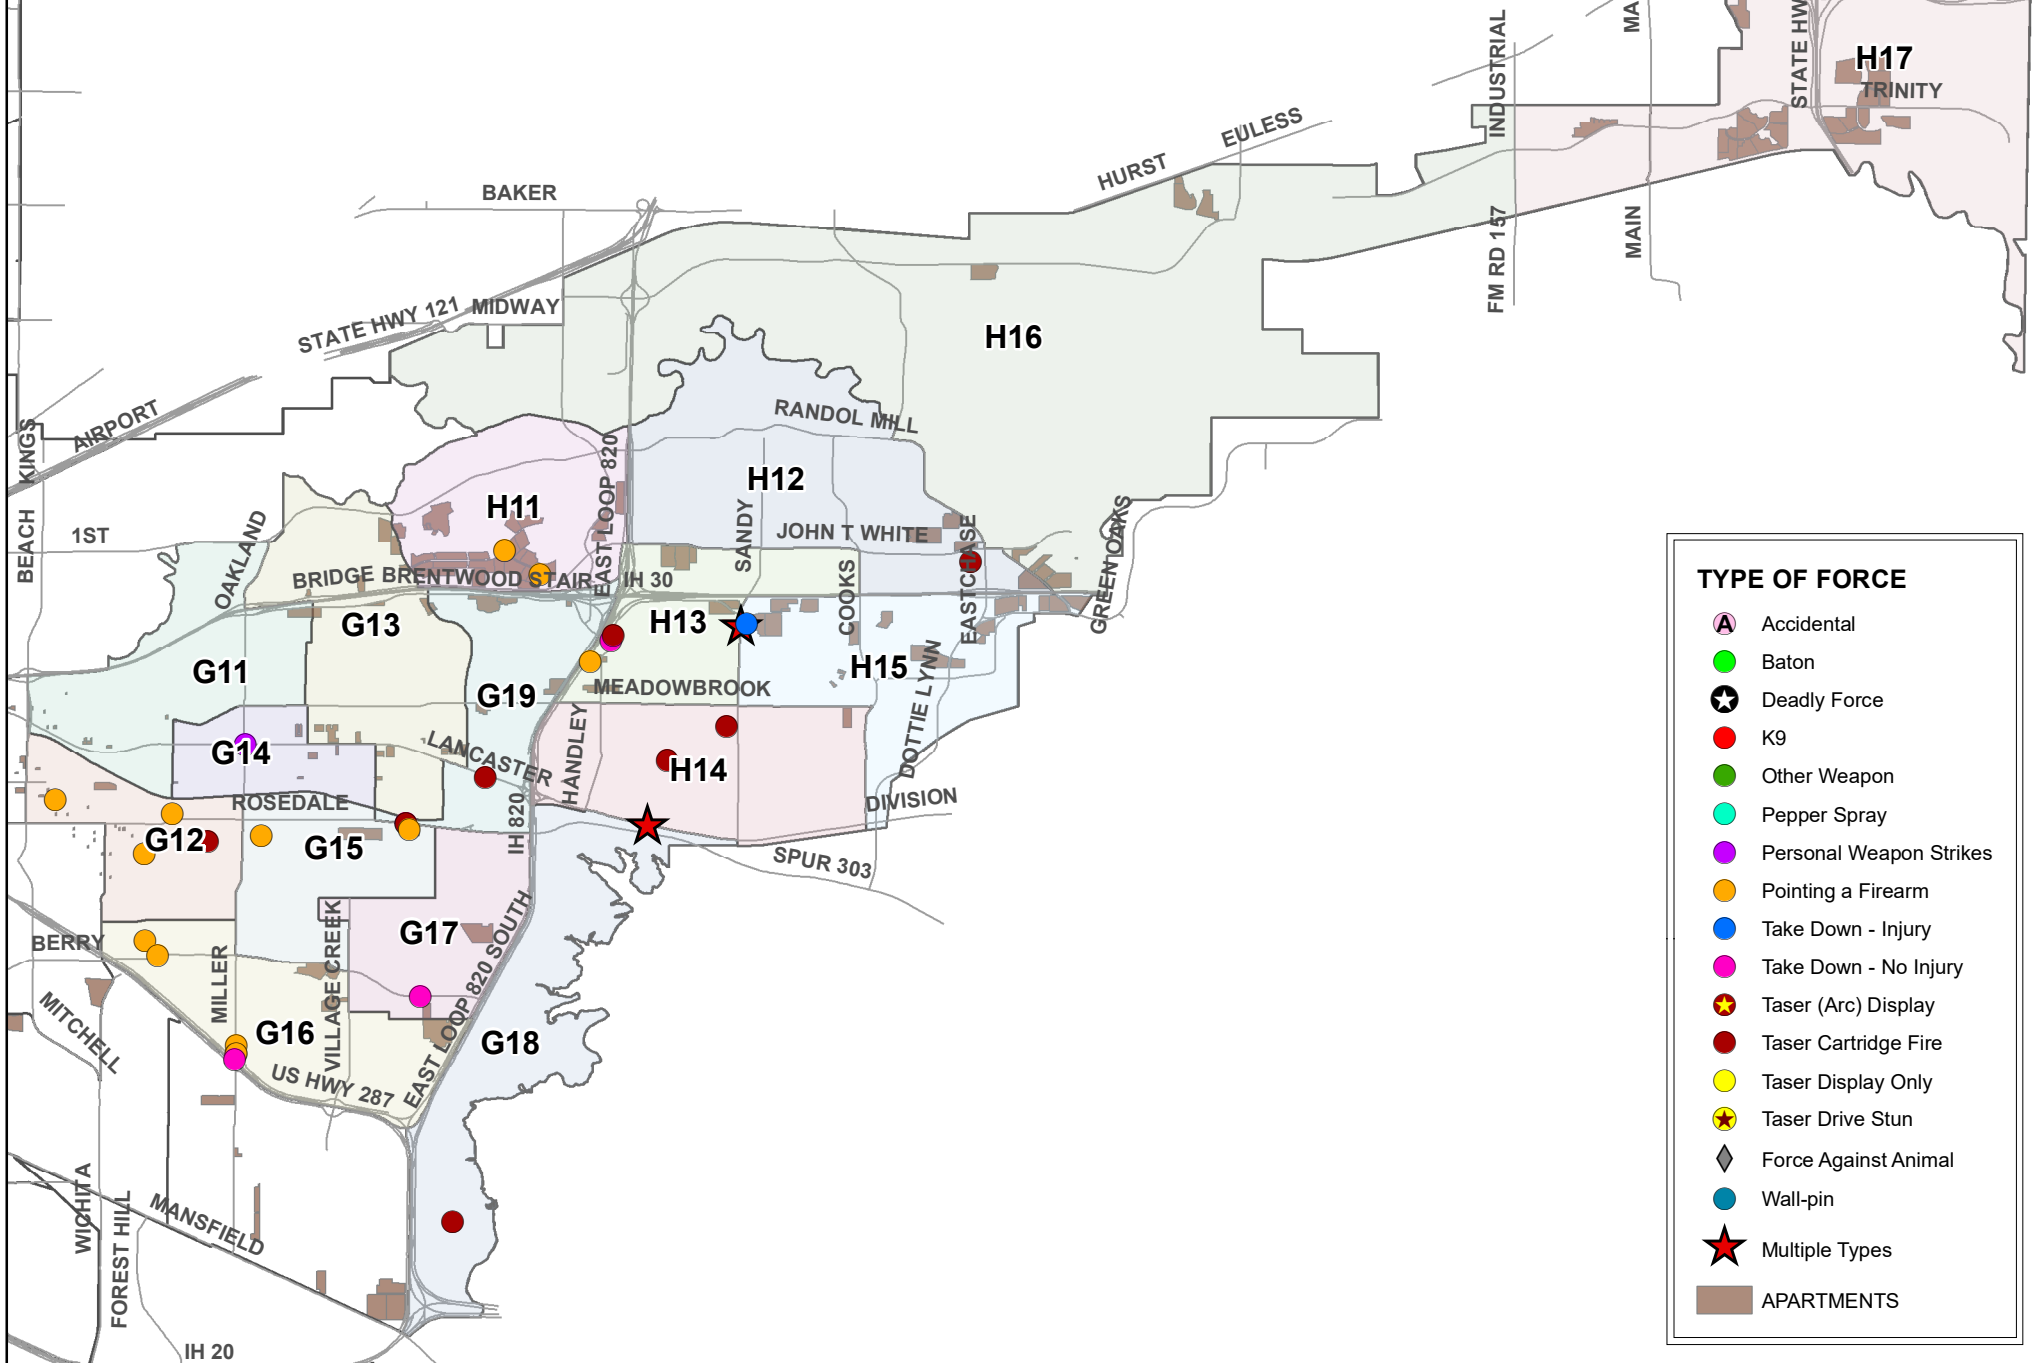 INDUSTRIAL
MA
STATE HW
H17
TRINITY
HURST
EULESS
BAKER
STATE HWY 121
MIDWAY
FM RD 157
MAIN
H16
AIRPORT
KINGS
BEACH
RANDOL MILL
EAST LOOP 820
H12
H11
1ST
OAKLAND
SANDY
JOHN T WHITE
EASTCHASE
GREEN OAKS
BRIDGE
BRENTWOOD STAIR
IH 30
COOKS
G13
H13
H15
G11
G19
MEADOWBROOK
DOTTIE LYNN
G14
LANCASTER
HANDLEY
H14
ROSEDALE
IH 820
DIVISION
G12
G15
SPUR 303
G17
BERRY
MILLER
VILLAGE CREEK
EAST LOOP 820 SOUTH
MITCHELL
G16
G18
US HWY 287
WICHITA
FOREST HILL
MANSFIELD
IH 20
TYPE OF FORCE
A
Accidental
Baton
Deadly Force
K9
Other Weapon
Pepper Spray
Personal Weapon Strikes
Pointing a Firearm
Take Down - Injury
Take Down - No Injury
Taser (Arc) Display
Taser Cartridge Fire
Taser Display Only
Taser Drive Stun
Force Against Animal
Wall-pin
Multiple Types
APARTMENTS